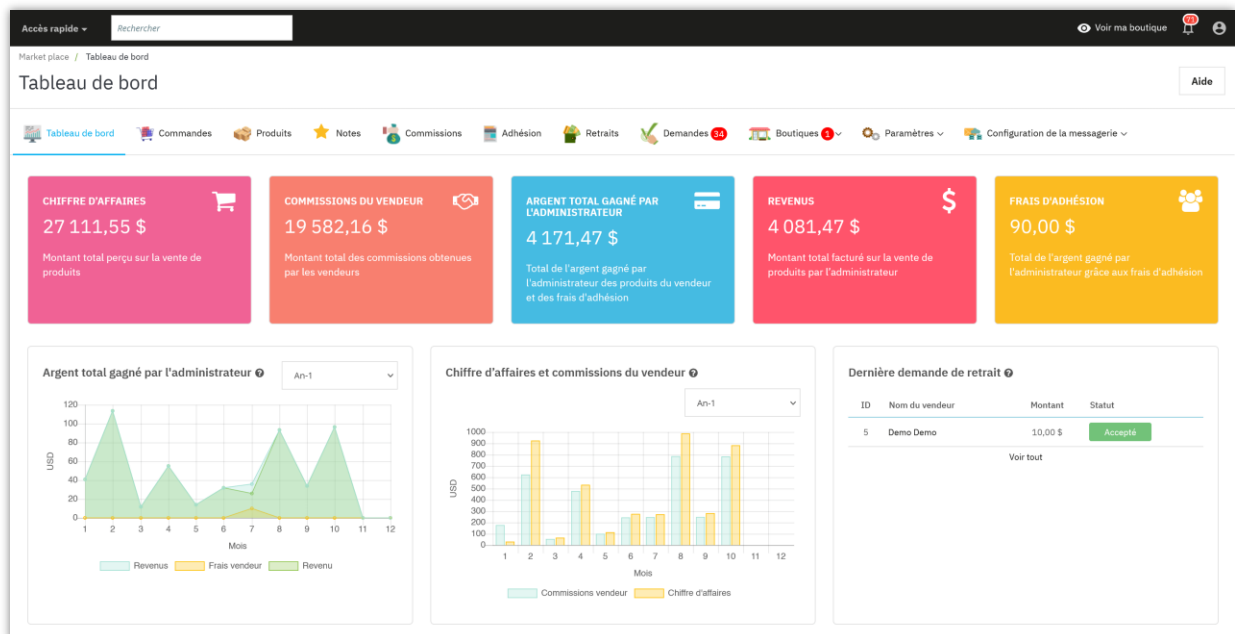 Accès rapide
Rechercher
Voir ma boutique
71
Market place / Tableau de bord
Tableau de bord
Aide
Tableau de bord
Commandes
Produits
Notes
Commissions
Adhésion
Retraits
Demandes 34
Boutiques 1
Paramètres
Configuration de la messagerie
CHIFFRE D'AFFAIRES
27 111,55 $
Montant total perçu sur la vente de
produits
COMMISSIONS DU VENDEUR
19 582,16 $
Montant total des commissions obtenues
par les vendeurs
ARGENT TOTAL GAGNÉ PAR
L'ADMINISTRATEUR
4 171,47 $
Total de l'argent gagné par
l'administrateur des produits du vendeur
et des frais d'adhésion
REVENUS
4 081,47 $
Montant total facturé sur la vente de
produits par l'administrateur
FRAIS D'ADHÉSION
90,00 $
Total de l'argent gagné par
l'administrateur grâce aux frais d'adhésion
Argent total gagné par l'administrateur
An-1
120
100
80
60
40
20
0
USD
1 2 3 4 5 6 7 8 9 10 11 12
Mois
Revenus Frais vendeur Revenu
Chiffre d'affaires et commissions du vendeur
An-1
1000
900
800
700
600
500
400
300
200
100
0
USD
1 2 3 4 5 6 7 8 9 10 11 12
Mois
Commissions vendeur Chiffre d'affaires
Dernière demande de retrait
ID Nom du vendeur Montant Statut
5 Demo Demo 10,00 $ Accepté
Voir tout